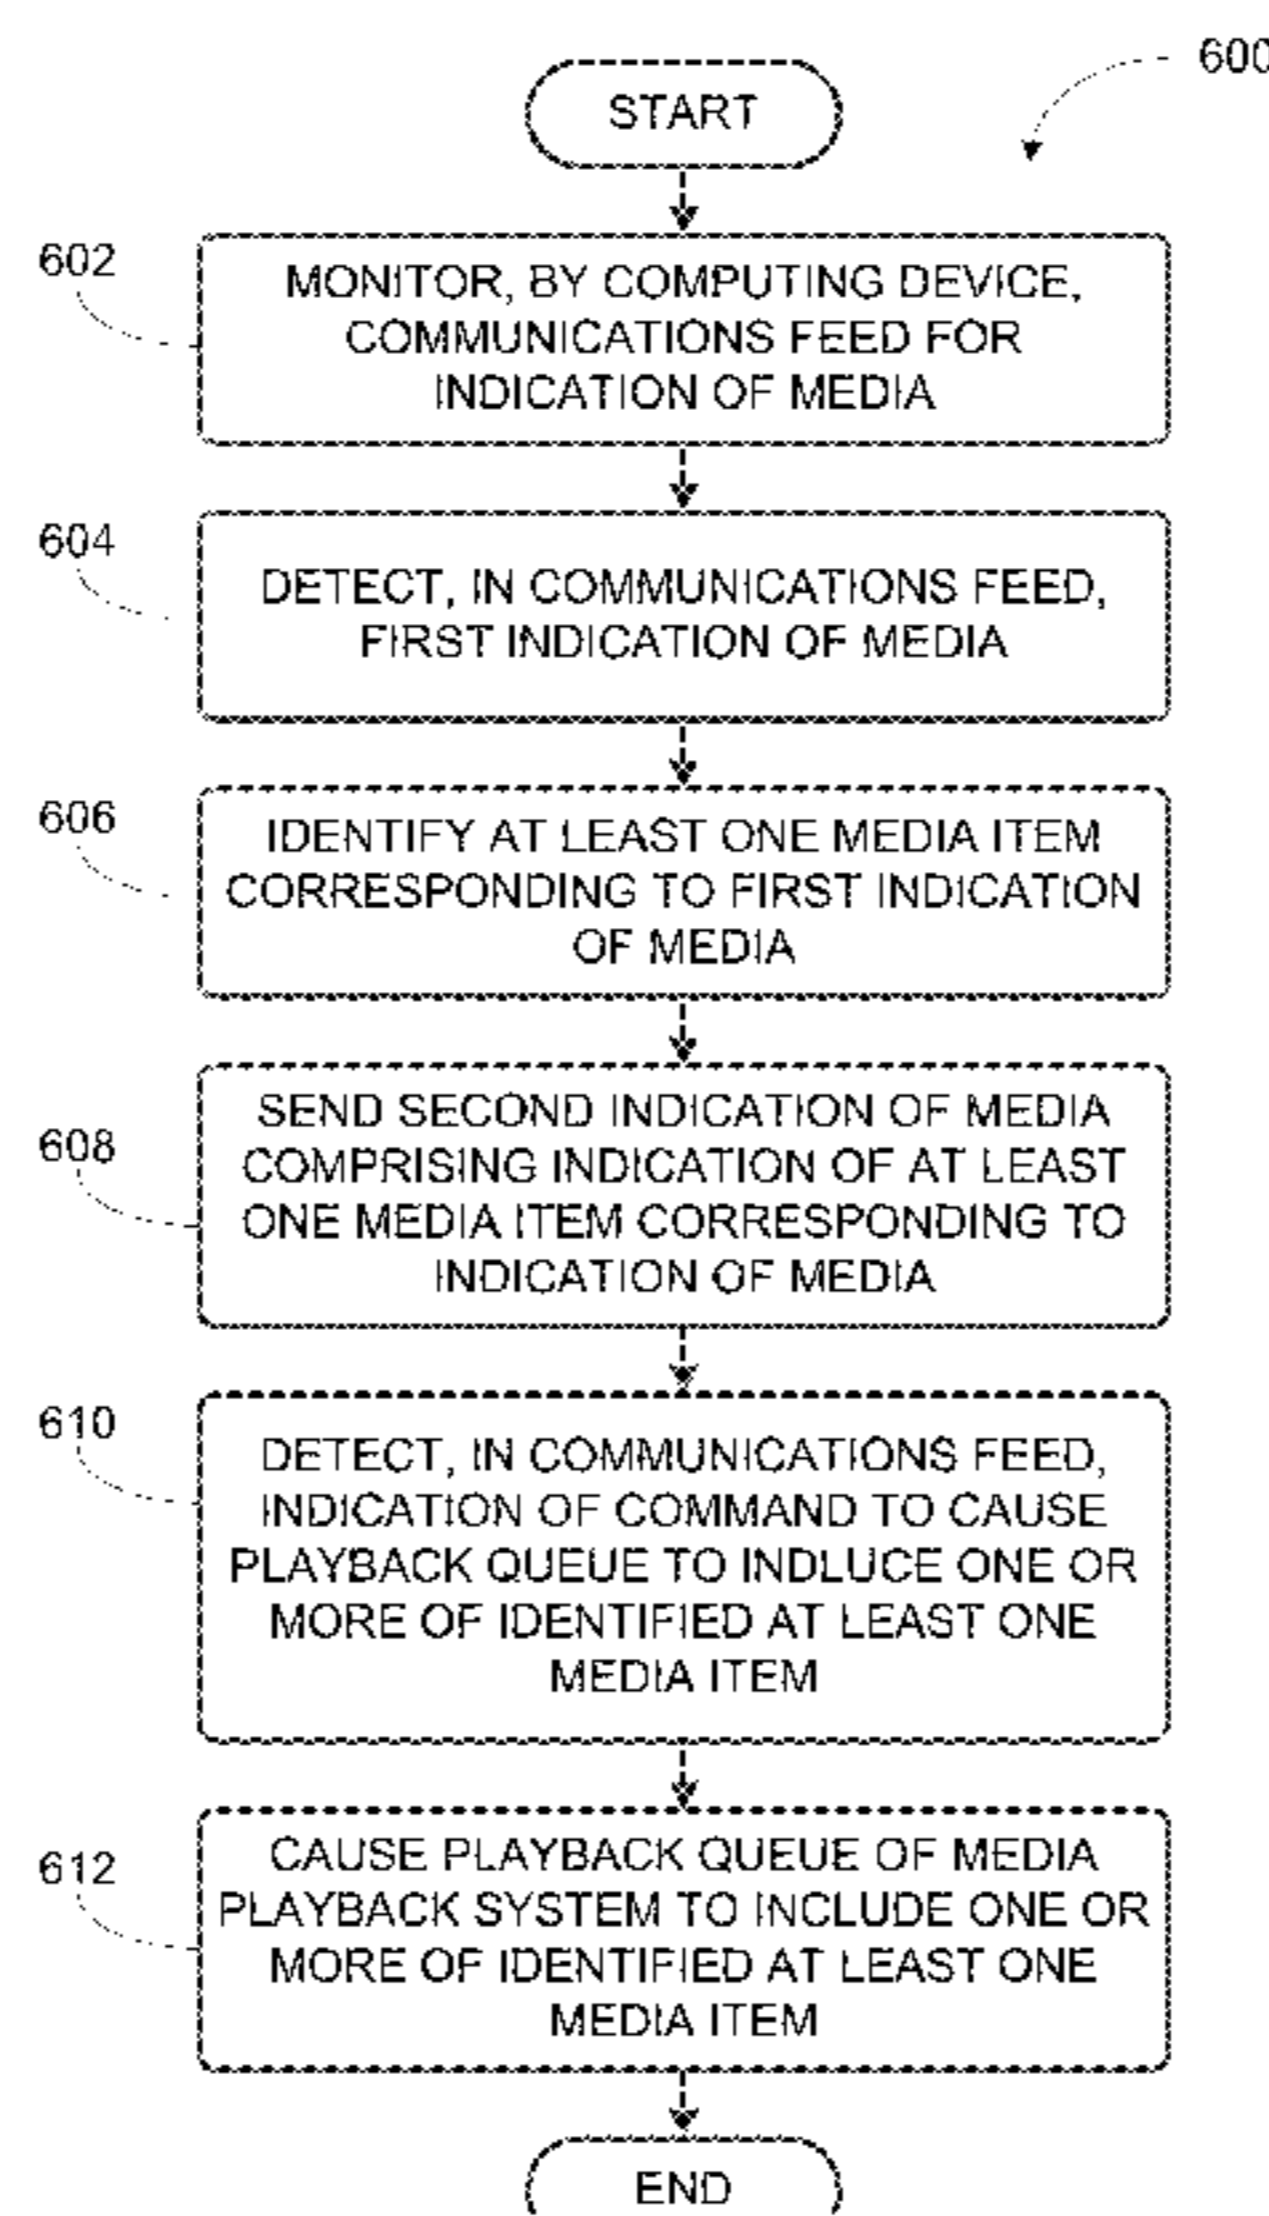 600
START
602
MONITOR, BY COMPUTING DEVICE,
COMMUNICATIONS FEED FOR
INDICATION OF MEDIA
604
DETECT, IN COMMUNICATIONS FEED,
FIRST INDICATION OF MEDIA
606
IDENTIFY AT LEAST ONE MEDIA ITEM
CORRESPONDING TO FIRST INDICATION
OF MEDIA
608
SEND SECOND INDICATION OF MEDIA
COMPRISING INDICATION OF AT LEAST
ONE MEDIA ITEM CORRESPONDING TO
INDICATION OF MEDIA
610
DETECT, IN COMMUNICATIONS FEED,
INDICATION OF COMMAND TO CAUSE
PLAYBACK QUEUE TO INDLUCE ONE OR
MORE OF IDENTIFIED AT LEAST ONE
MEDIA ITEM
612
CAUSE PLAYBACK QUEUE OF MEDIA
PLAYBACK SYSTEM TO INCLUDE ONE OR
MORE OF IDENTIFIED AT LEAST ONE
MEDIA ITEM
END